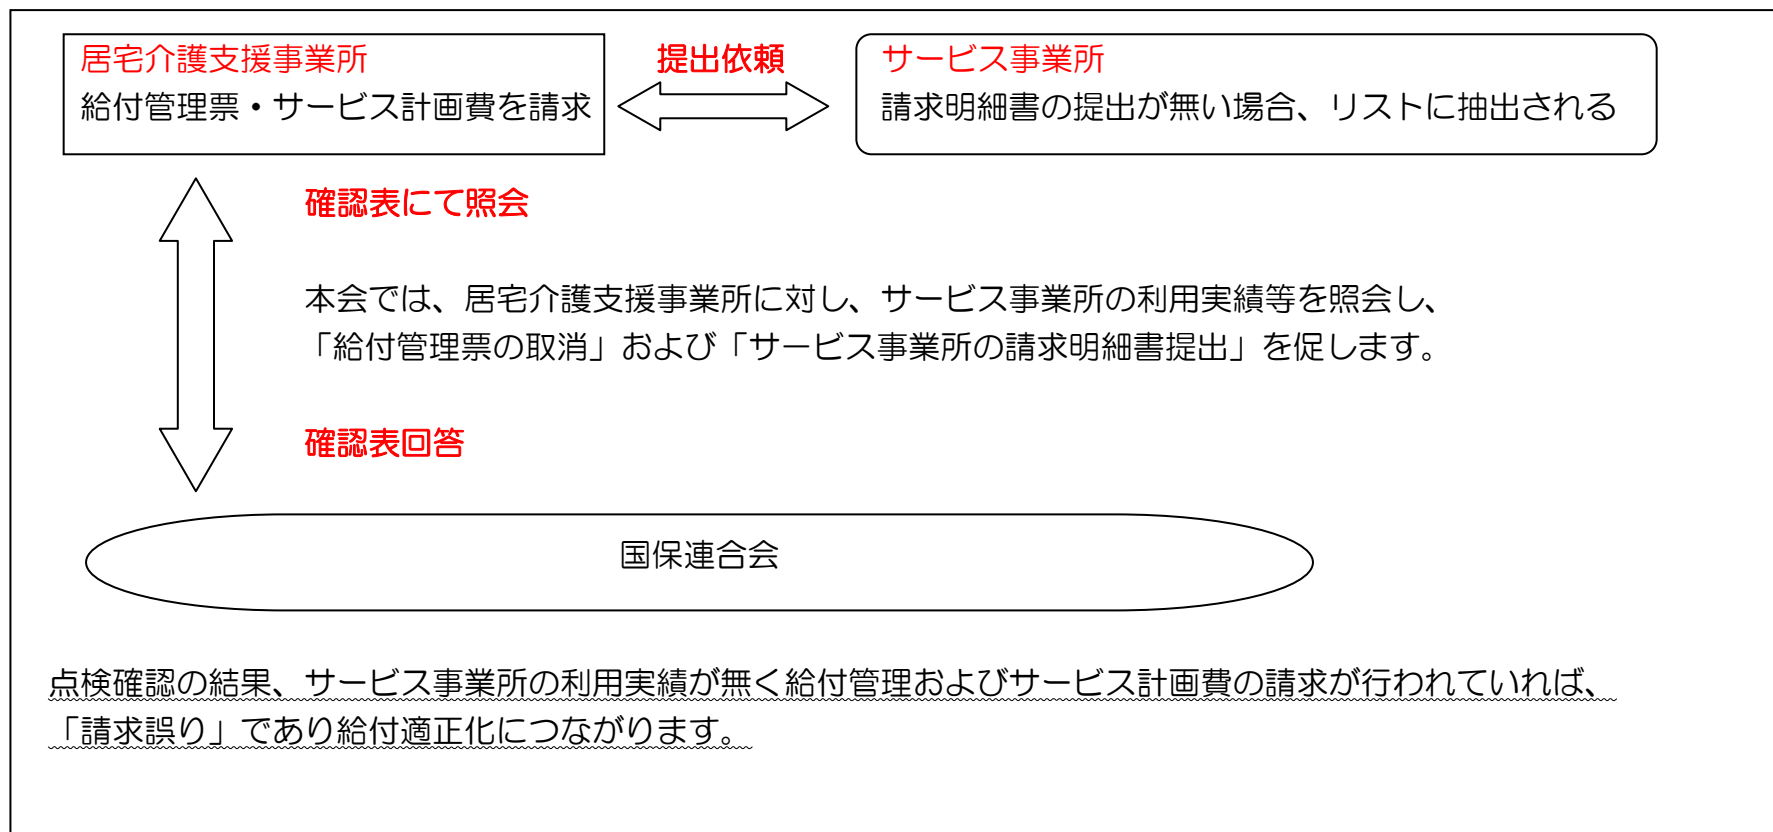 居宅介護支援事業所
給付管理票・サービス計画費を請求
提出依頼
サービス事業所
請求明細書の提出が無い場合、リストに抽出される
確認表にて照会
本会では、居宅介護支援事業所に対し、サービス事業所の利用実績等を照会し、
「給付管理票の取消」および「サービス事業所の請求明細書提出」を促します。
確認表回答
国保連合会
点検確認の結果、サービス事業所の利用実績が無く給付管理およびサービス計画費の請求が行われていれば、
「請求誤り」であり給付適正化につながります。